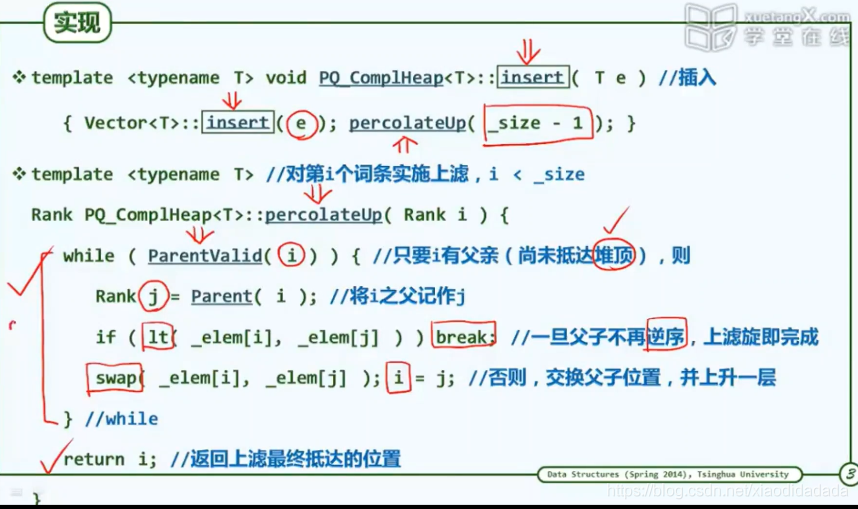 实现
xuetangX.com
学堂在线
❖ template <typename T> void PQ_ComplHeap<T>::insert( T e ) //插入
{ Vector<T>::insert( e ); percolateUp( _size - 1 ); }
❖ template <typename T> //对第i个词条实施上滤，i < _size
Rank PQ_ComplHeap<T>::percolateUp( Rank i ) {
while ( ParentValid( i ) ) { //只要i有父亲（尚未抵达堆顶），则
Rank j = Parent( i ); //将i之父记作j
if ( lt( _elem[i], _elem[j] ) ) break; //一旦父子不再逆序，上滤旋即完成
swap( _elem[i], _elem[j] ); i = j; //否则，交换父子位置，并上升一层
} //while
return i; //返回上滤最终抵达的位置
}
Data Structures (Spring 2014), Tsinghua University
3
https://blog.csdn.net/xiaodidadada